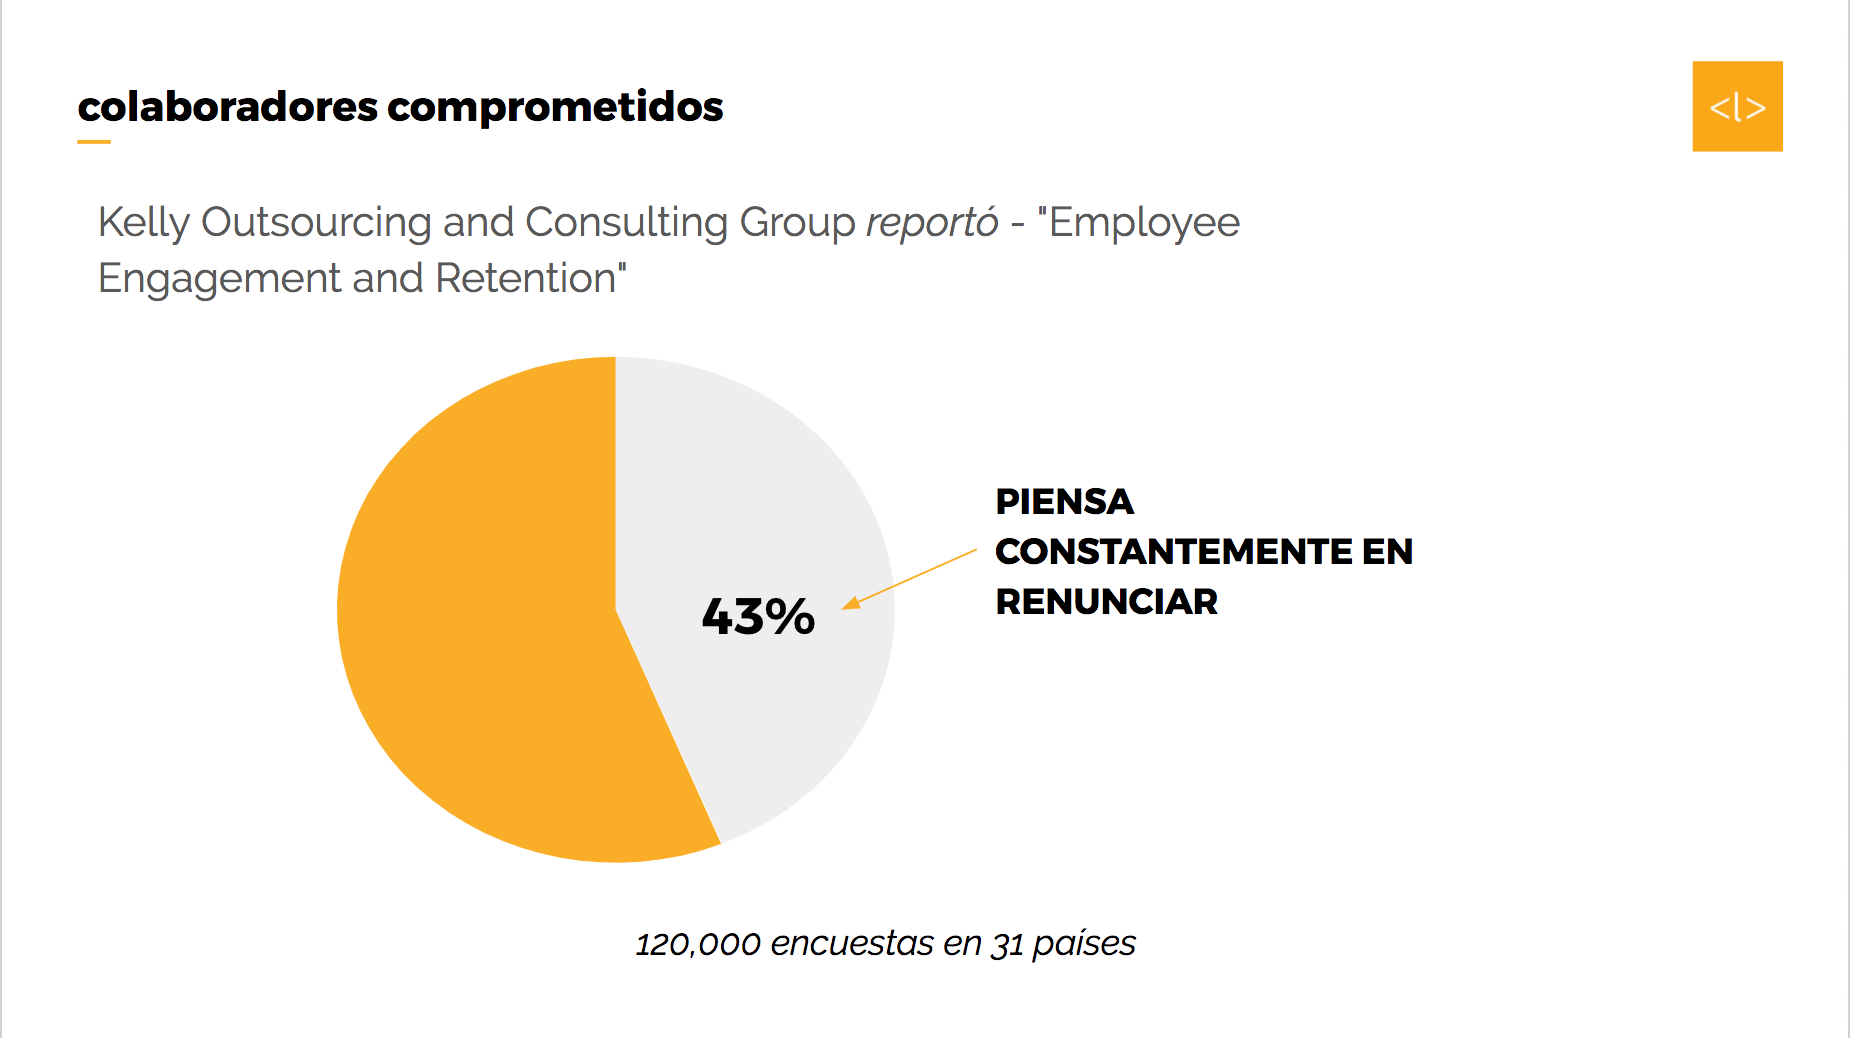 colaboradores comprometidos
<l>
Kelly Outsourcing and Consulting Group reportó - "Employee
Engagement and Retention"
PIENSA
CONSTANTEMENTE EN
RENUNCIAR
43%
120,000 encuestas en 31 países